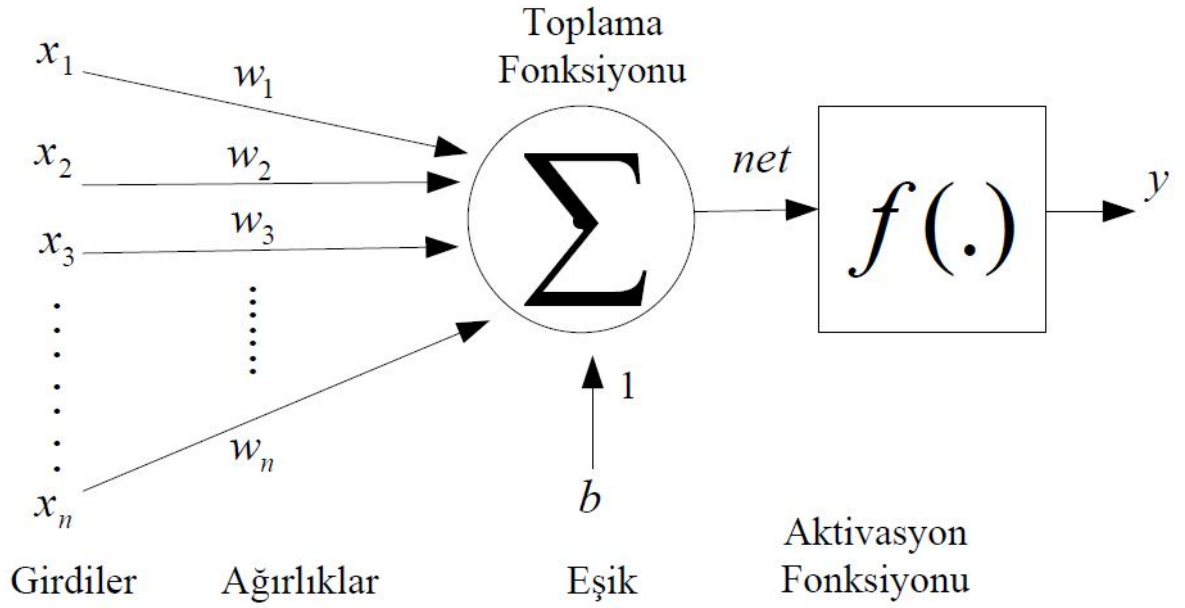 Toplama
Fonksiyonu
x₁
w₁
x₂
w₂
x₃
w₃
net
f(.)
y
1
wₙ
xₙ
b
Girdiler
Ağırlıklar
Eşik
Aktivasyon
Fonksiyonu
∑